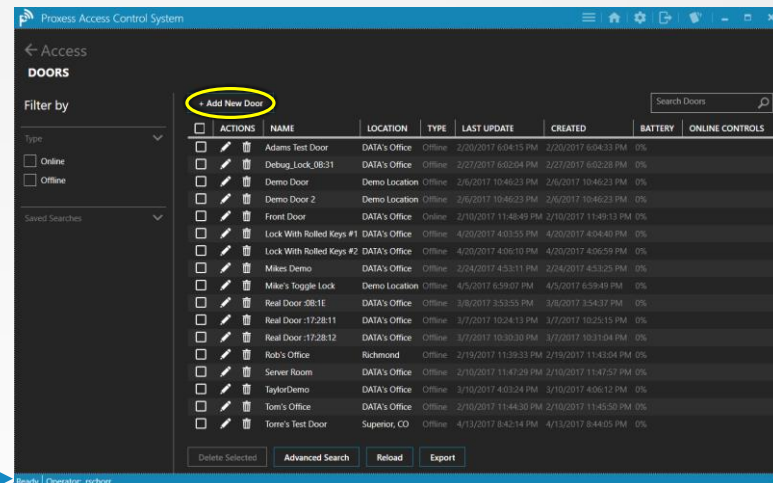 Proxess Access Control System
Access
DOORS
Filter by
Type
Online
Offline
Saved Searches
+ Add New Door
Search Doors
ACTIONS NAME LOCATION TYPE LAST UPDATE CREATED BATTERY ONLINE CONTROLS
Adams Test Door DATA's Office Offline 2/20/2017 6:04:15 PM 2/20/2017 6:04:33 PM 0%
Debug_Lock_0B:31 DATA's Office Offline 2/27/2017 6:02:04 PM 2/27/2017 6:02:28 PM 0%
Demo Door Demo Location Offline 2/6/2017 10:46:23 PM 2/6/2017 10:46:23 PM 0%
Demo Door 2 Demo Location Offline 2/6/2017 10:46:23 PM 2/6/2017 10:46:23 PM 0%
Front Door DATA's Office Online 2/10/2017 11:48:49 PM 2/10/2017 11:49:13 PM 0%
Lock With Rolled Keys #1 DATA's Office Offline 4/20/2017 4:03:55 PM 4/20/2017 4:04:40 PM 0%
Lock With Rolled Keys #2 DATA's Office Offline 4/20/2017 4:06:10 PM 4/20/2017 4:06:59 PM 0%
Mikes Demo DATA's Office Offline 2/24/2017 4:53:11 PM 2/24/2017 4:53:25 PM 0%
Mike's Toggle Lock Demo Location Offline 4/5/2017 6:59:07 PM 4/5/2017 6:59:49 PM 0%
Real Door :0B:1E DATA's Office Offline 3/8/2017 3:53:55 PM 3/8/2017 3:54:37 PM 0%
Real Door :17:28:11 DATA's Office Offline 3/7/2017 10:24:13 PM 3/7/2017 10:25:15 PM 0%
Real Door :17:28:12 DATA's Office Offline 3/7/2017 10:30:30 PM 3/7/2017 10:31:04 PM 0%
Rob's Office Richmond Offline 2/19/2017 11:39:33 PM 2/19/2017 11:43:04 PM 0%
Server Room DATA's Office Offline 2/10/2017 11:47:29 PM 2/10/2017 11:47:57 PM 0%
TaylorDemo DATA's Office Offline 3/10/2017 4:03:24 PM 3/10/2017 4:06:12 PM 0%
Tom's Office DATA's Office Offline 2/10/2017 11:44:30 PM 2/10/2017 11:45:50 PM 0%
Torre's Test Door Superior, CO Offline 4/13/2017 8:42:14 PM 4/13/2017 8:44:05 PM 0%
Delete Selected Advanced Search Reload Export
Ready Operator: rschorr